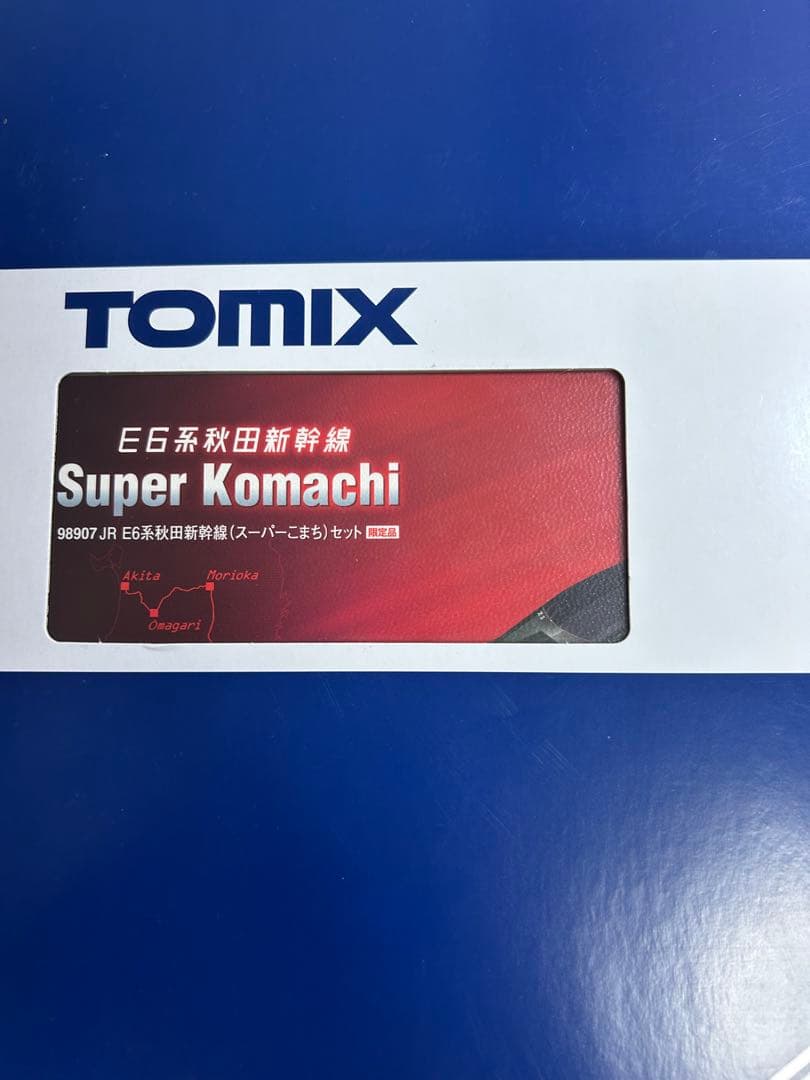 TOMIX
E6系秋田新幹線
Super Komachi
98907 JR E6系秋田新幹線(スーパーこまち)セット 限定品
Akita Morioka
Omagari